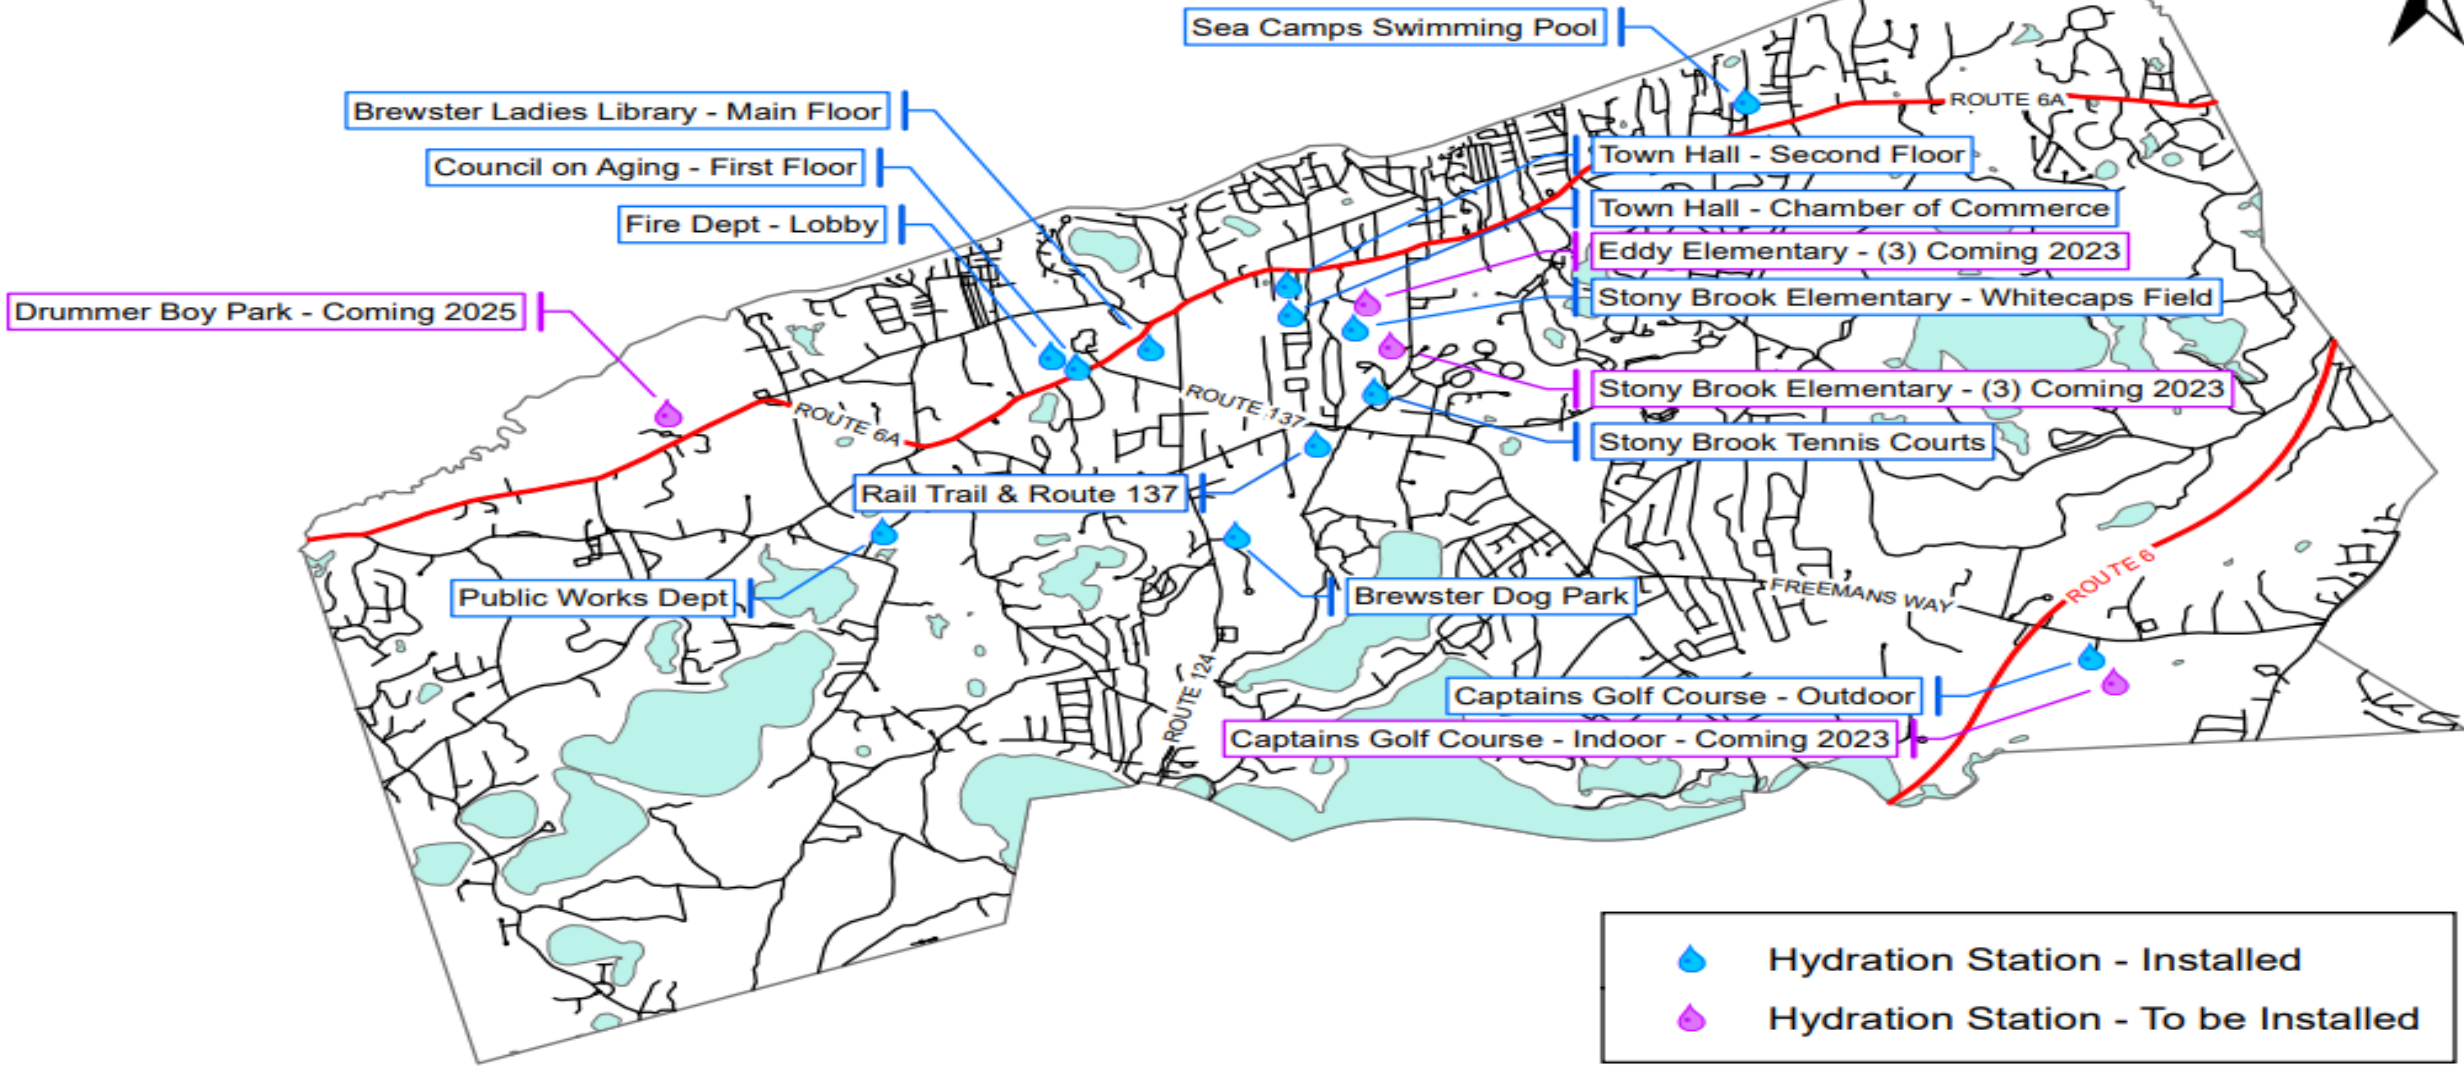 Sea Camps Swimming Pool
Brewster Ladies Library - Main Floor
ROUTE 6A
Council on Aging - First Floor
Town Hall - Second Floor
Fire Dept - Lobby
Town Hall - Chamber of Commerce
Eddy Elementary - (3) Coming 2023
Drummer Boy Park - Coming 2025
Stony Brook Elementary - Whitecaps Field
ROUTE 6A
ROUTE 137
Stony Brook Elementary - (3) Coming 2023
Stony Brook Tennis Courts
Rail Trail & Route 137
Public Works Dept
Brewster Dog Park
FREEMANS WAY
ROUTE 6
ROUTE 124
Captains Golf Course - Outdoor
Captains Golf Course - Indoor - Coming 2023
Hydration Station - Installed
Hydration Station - To be Installed